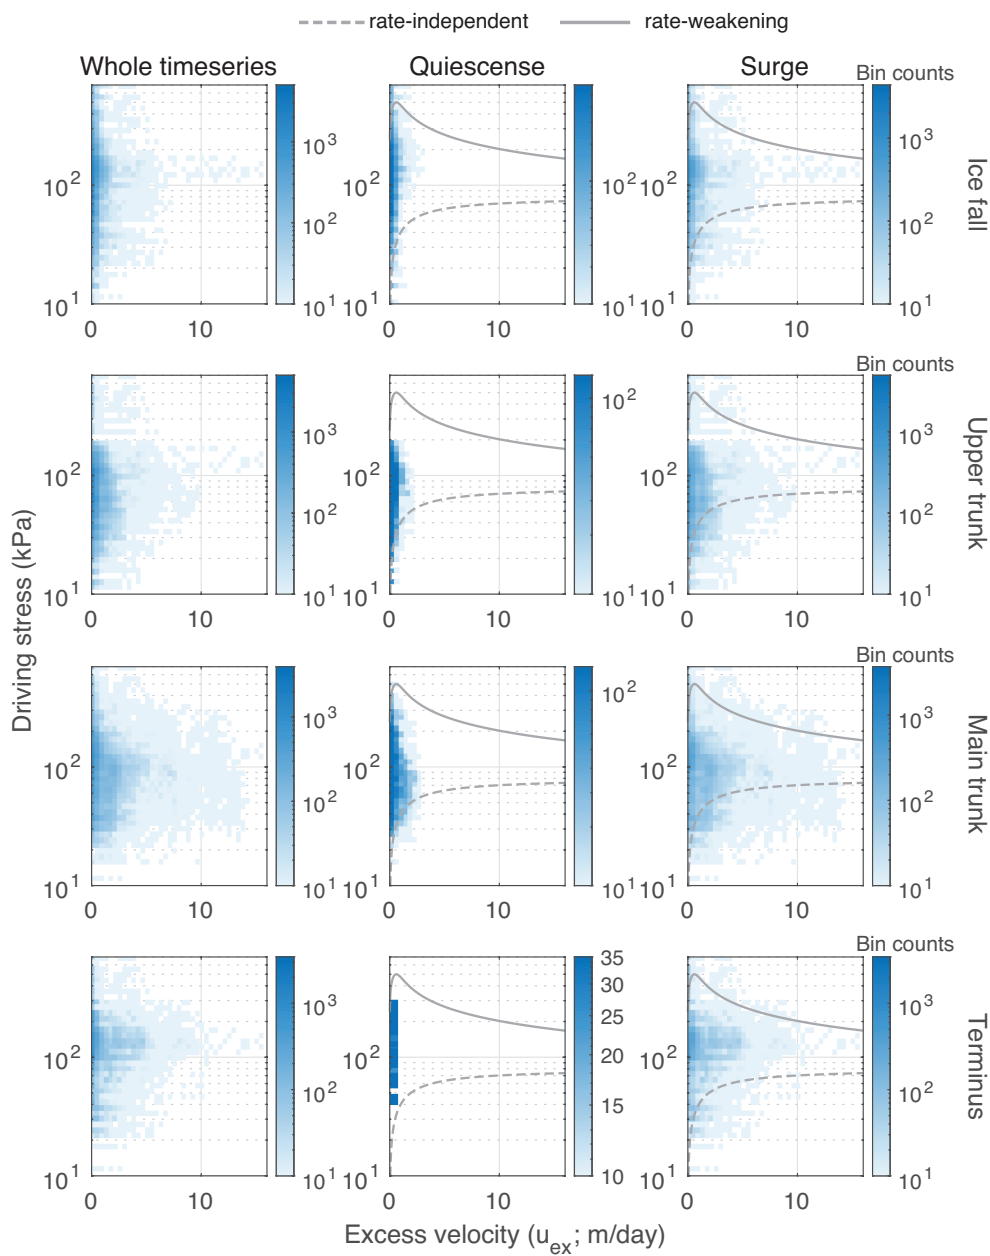 rate-independent rate-weakening
Whole timeseries Quiescense Surge Bin counts
10^3 10^2 10^1
10^2 10^1
0 10
10^2 10^1
10^2 10^1
0 10
10^3 10^2 10^1
10^2 10^1
0 10
Ice fall
Bin counts
10^3 10^2 10^1
10^2 10^1
0 10
10^2 10^1
10^2 10^1
0 10
10^3 10^2 10^1
10^2 10^1
0 10
Upper trunk
Driving stress (kPa)
Bin counts
10^3 10^2 10^1
10^2 10^1
0 10
10^2 10^1
10^2 10^1
0 10
10^3 10^2 10^1
10^2 10^1
0 10
Main trunk
Bin counts
10^3 10^2 10^1
10^2 10^1
0 10
35 30 25 20 15 10
10^2 10^1
0 10
10^3 10^2 10^1
10^2 10^1
0 10
Terminus
Excess velocity (u_ex; m/day)